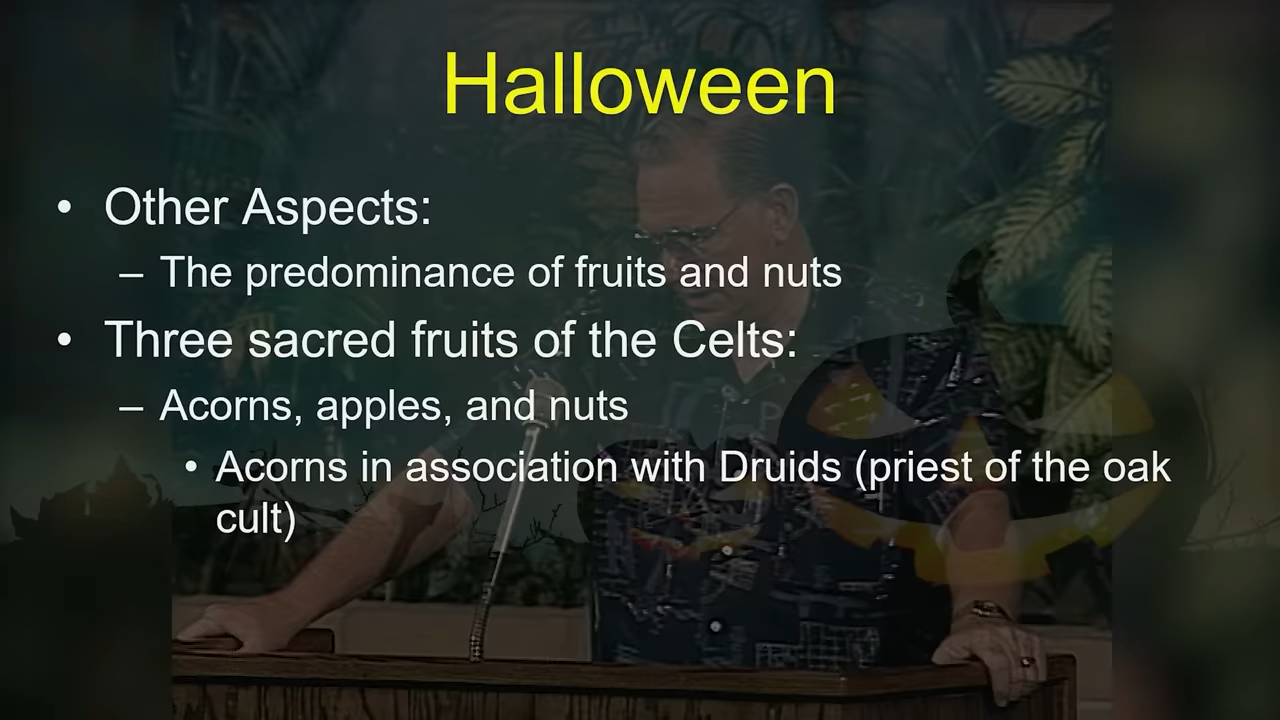 Halloween
• Other Aspects:
– The predominance of fruits and nuts
• Three sacred fruits of the Celts:
– Acorns, apples, and nuts
• Acorns in association with Druids (priest of the oak
cult)